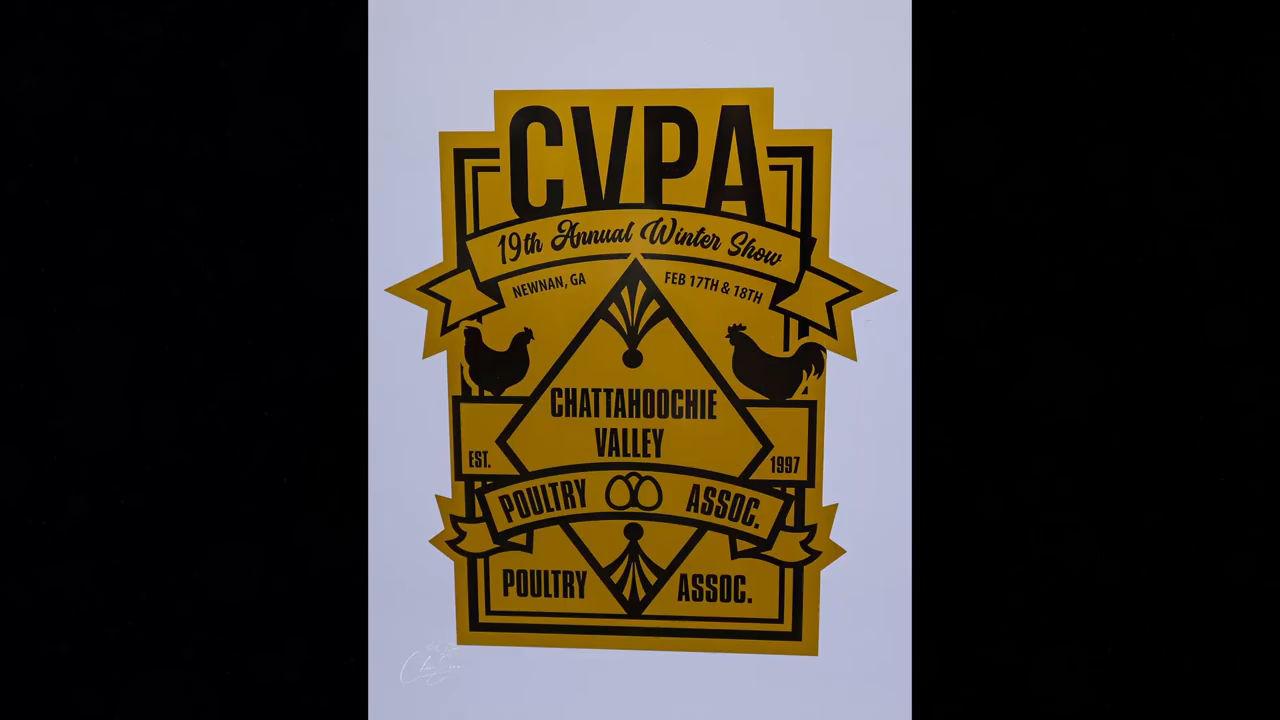 CVPA
19th Annual Winter Show
NEWNAN, GA
FEB 17TH & 18TH
CHATTAHOOCHIE
VALLEY
EST.
1997
POULTRY ASSOC.
POULTRY ASSOC.